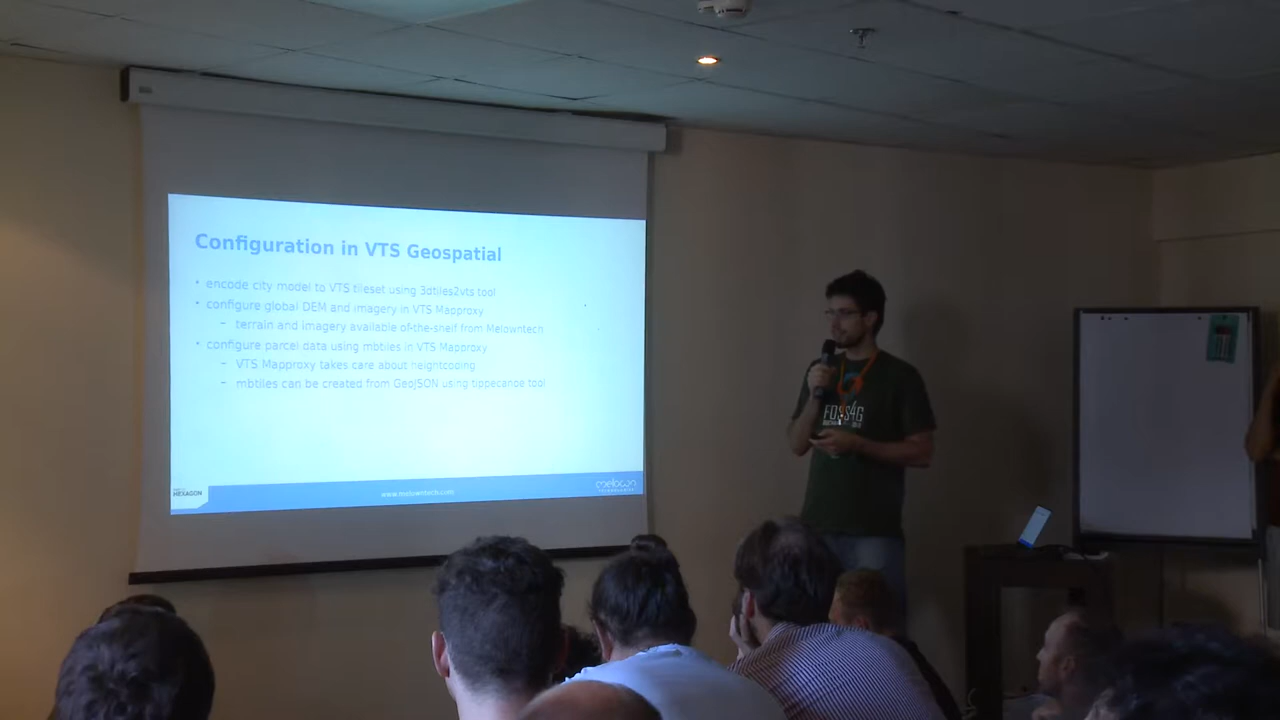 Configuration in VTS Geospatial
• encode city model to VTS tileset using 3dtiles2vts tool
• configure global DEM and imagery in VTS Mapproxy
– terrain and imagery available of-the-shelf from Melowntech
• configure parcel data using mbtiles in VTS Mapproxy
– VTS Mapproxy takes care about heightcoding
– mbtiles can be created from GeoJSON using tippecanoe tool
HEXAGON
www.melowntech.com
melown
FOSS4G